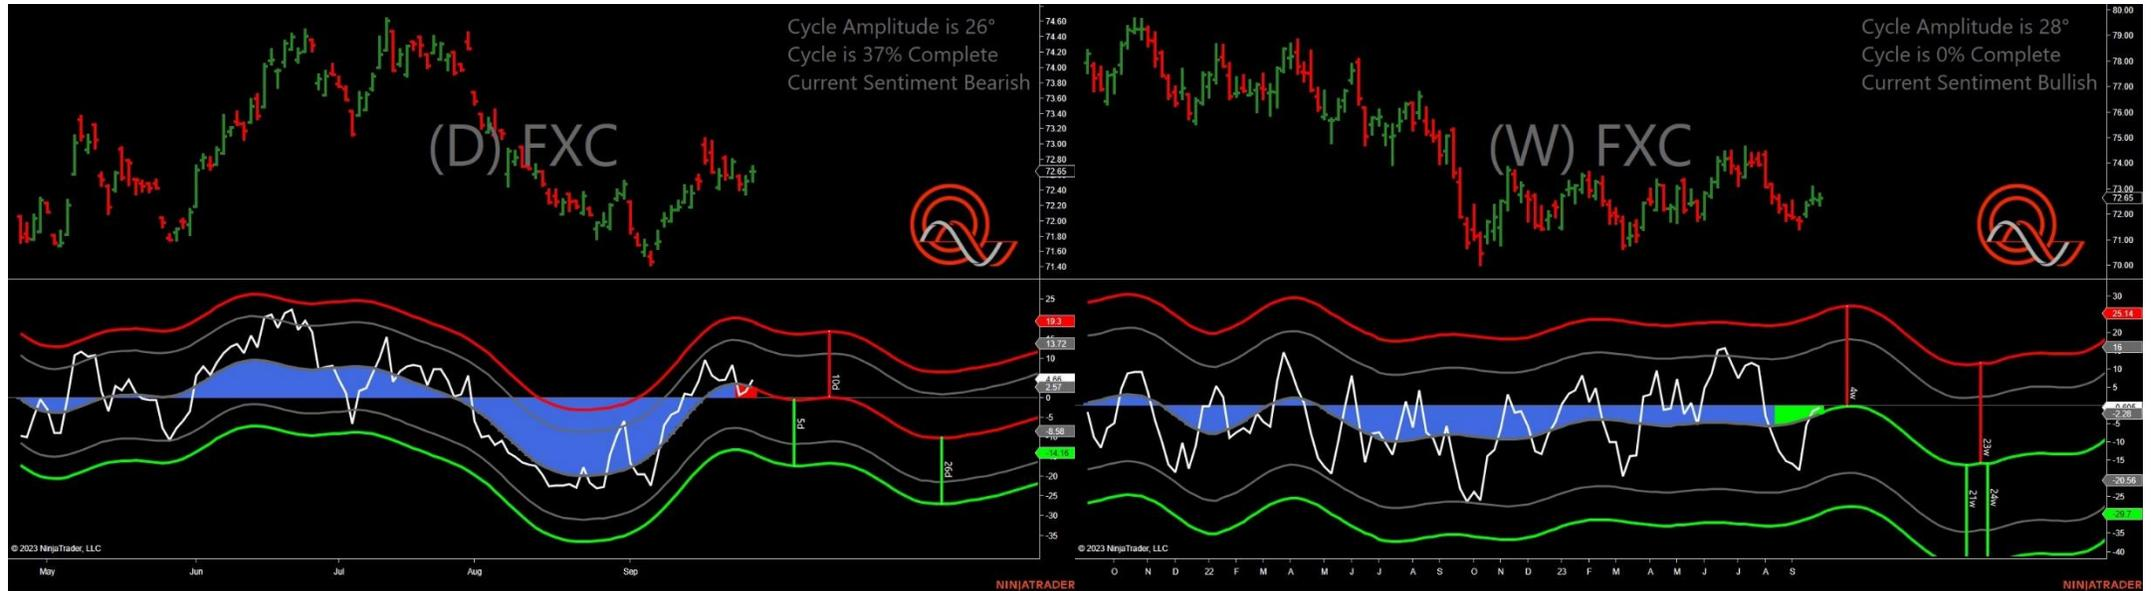 Cycle Amplitude is 26°
Cycle is 37% Complete
Current Sentiment Bearish
(D) FXC
74.60
74.40
74.20
74.00
73.80
73.60
73.40
73.20
73.00
72.80
72.65
72.40
72.20
72.00
71.80
71.60
71.40
25
19.3
13.72
10
4.66
2.57
0
-5
-8.58
-14.16
-20
-25
-30
-35
10d
5d
26d
© 2023 NinjaTrader, LLC
May Jun Jul Aug Sep
NINJATRADER
Cycle Amplitude is 28°
Cycle is 0% Complete
Current Sentiment Bullish
(W) FXC
80.00
79.00
78.00
77.00
76.00
75.00
74.00
73.00
72.65
72.00
71.00
70.00
30
25.14
20
16
10
5
0
-2.28
-5
-10
-15
-20.56
-25
-29.7
-35
-40
4w
23w
21w
24w
© 2023 NinjaTrader, LLC
O N D 22 F M A M J J A S O N D 23 F M A M J J A S
NINJATRADER